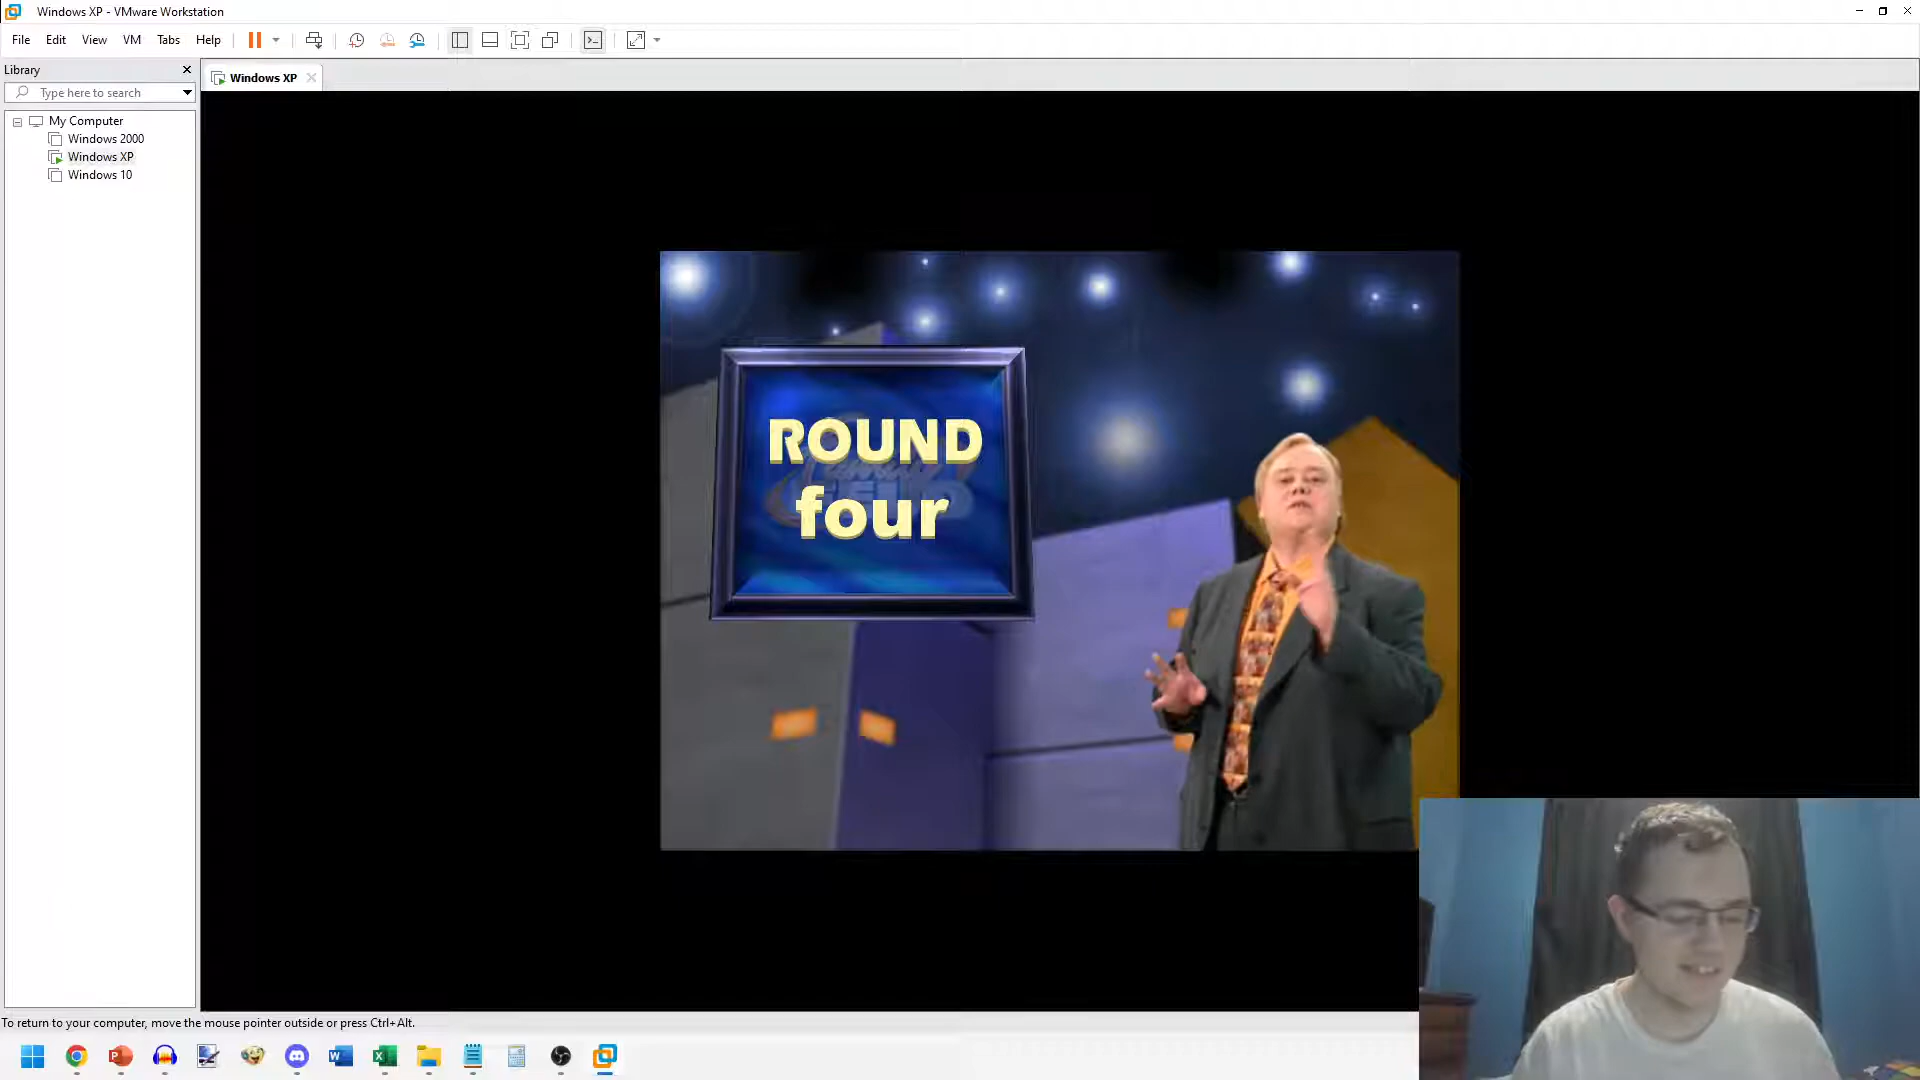 Windows XP - VMware Workstation
File Edit View VM Tabs Help
Library
Windows XP
Type here to search
My Computer
Windows 2000
Windows XP
Windows 10
ROUND
four
To return to your computer, move the mouse pointer outside or press Ctrl+Alt.